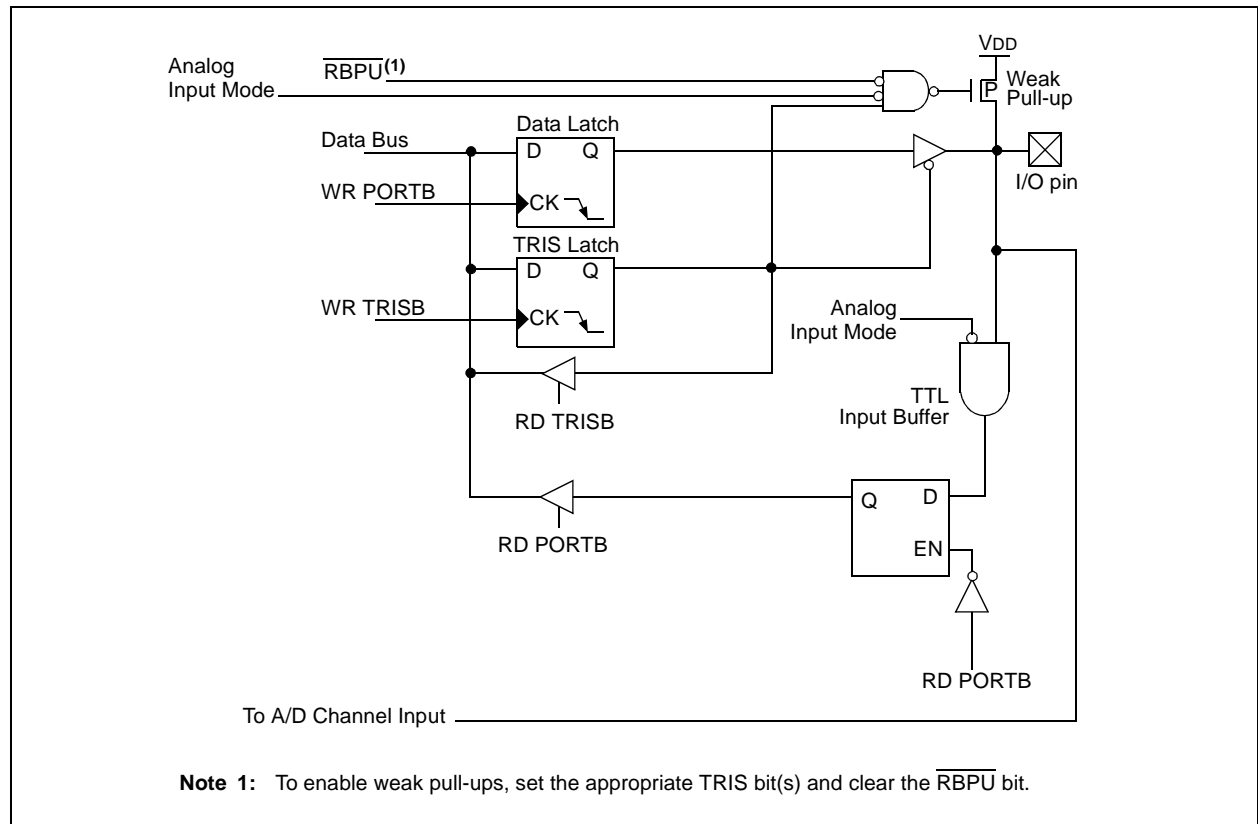 VDD
Analog
Input Mode
R̅B̅P̅U̅(1)
P
Weak
Pull-up
Data Latch
Data Bus
D Q
I/O pin
WR PORTB
CK
TRIS Latch
D Q
WR TRISB
CK
Analog
Input Mode
RD TRISB
TTL
Input Buffer
Q D
RD PORTB
EN
RD PORTB
To A/D Channel Input
Note 1: To enable weak pull-ups, set the appropriate TRIS bit(s) and clear the R̅B̅P̅U̅ bit.